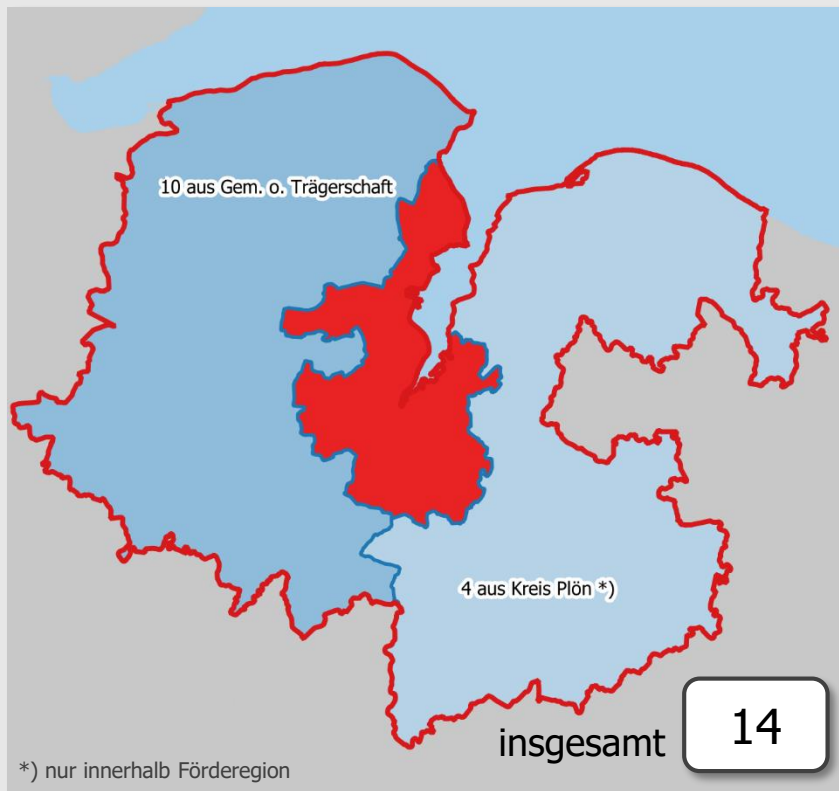 10 aus Gem. o. Trägerschaft
4 aus Kreis Plön *)
insgesamt 14
*) nur innerhalb Förderegion